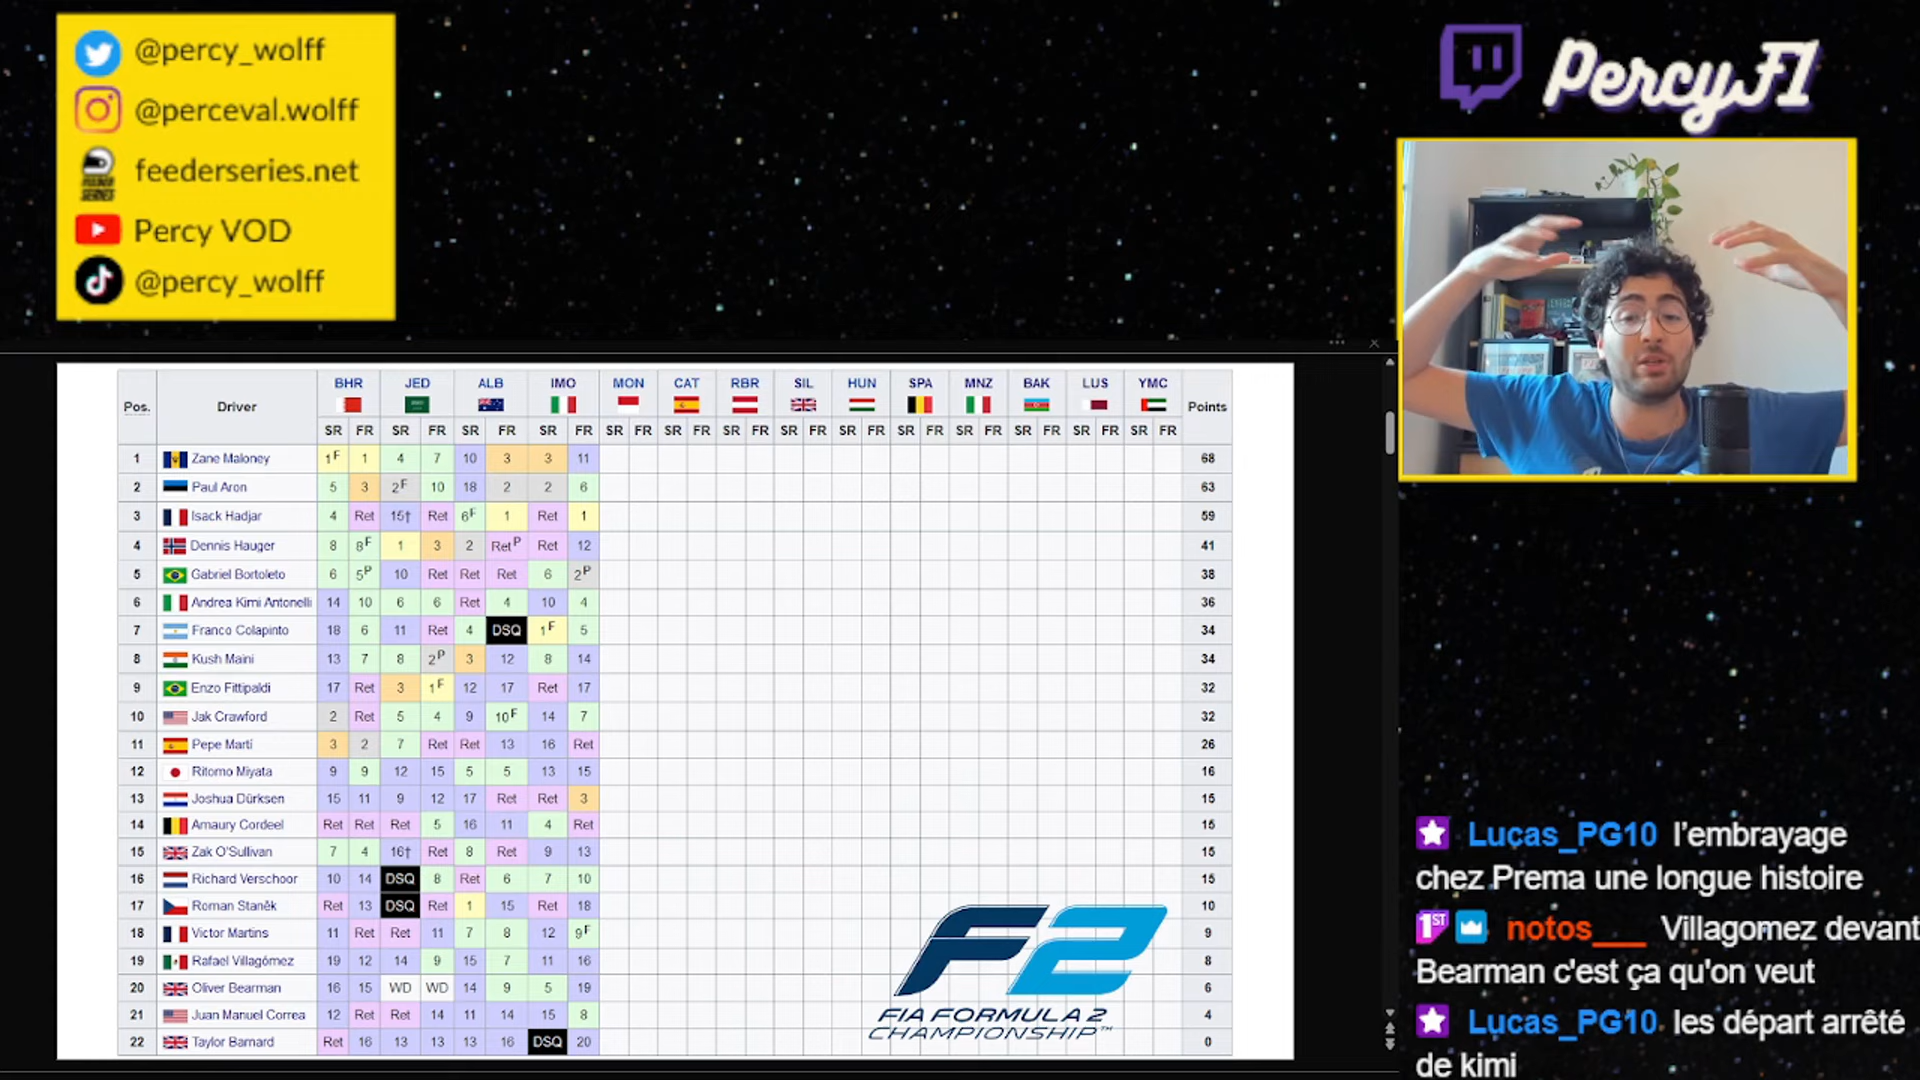 @percy_wolff
@perceval.wolff
feederseries.net
Percy VOD
@percy_wolff
PercyF1
Pos. Driver BHR JED ALB IMO MON CAT RBR SIL HUN SPA MNZ BAK LUS YMC Points
SR FR SR FR SR FR SR FR SR FR SR FR SR FR SR FR SR FR SR FR SR FR SR FR SR FR SR FR
1 Zane Maloney 1F 1 4 7 10 3 3 11 68
2 Paul Aron 5 3 2F 10 18 2 2 6 63
3 Isack Hadjar 4 Ret 15† Ret 6F 1 Ret 1 59
4 Dennis Hauger 8 8F 1 3 2 RetP Ret 12 41
5 Gabriel Bortoleto 6 5P 10 Ret Ret Ret 6 2P 38
6 Andrea Kimi Antonelli 14 10 6 6 Ret 4 10 4 36
7 Franco Colapinto 18 6 11 Ret 4 DSQ 1F 5 34
8 Kush Maini 13 7 8 2P 3 12 8 14 34
9 Enzo Fittipaldi 17 Ret 3 1F 12 17 Ret 17 32
10 Jak Crawford 2 Ret 5 4 9 10F 14 7 32
11 Pepe Martí 3 2 7 Ret Ret 13 16 Ret 26
12 Ritomo Miyata 9 9 12 15 5 5 13 15 16
13 Joshua Dürksen 15 11 9 12 17 Ret Ret 3 15
14 Amaury Cordeel Ret Ret Ret 5 16 11 4 Ret 15
15 Zak O'Sullivan 7 4 16† Ret 8 Ret 9 13 15
16 Richard Verschoor 10 14 DSQ 8 Ret 6 7 10 15
17 Roman Staněk Ret 13 DSQ Ret 1 15 Ret 18 10
18 Victor Martins 11 Ret Ret 11 7 8 12 9F 9
19 Rafael Villagómez 19 12 14 9 15 7 11 16 8
20 Oliver Bearman 16 15 WD WD 14 9 5 19 6
21 Juan Manuel Correa 12 Ret Ret 14 11 14 15 8 4
22 Taylor Barnard Ret 16 13 13 13 16 DSQ 20 0
F2
FIA FORMULA 2
CHAMPIONSHIP™
Lucas_PG10 l'embrayage
chez Prema une longue histoire
1ST notos___ Villagomez devant
Bearman c'est ça qu'on veut
Lucas_PG10 les départ arrêté
de kimi